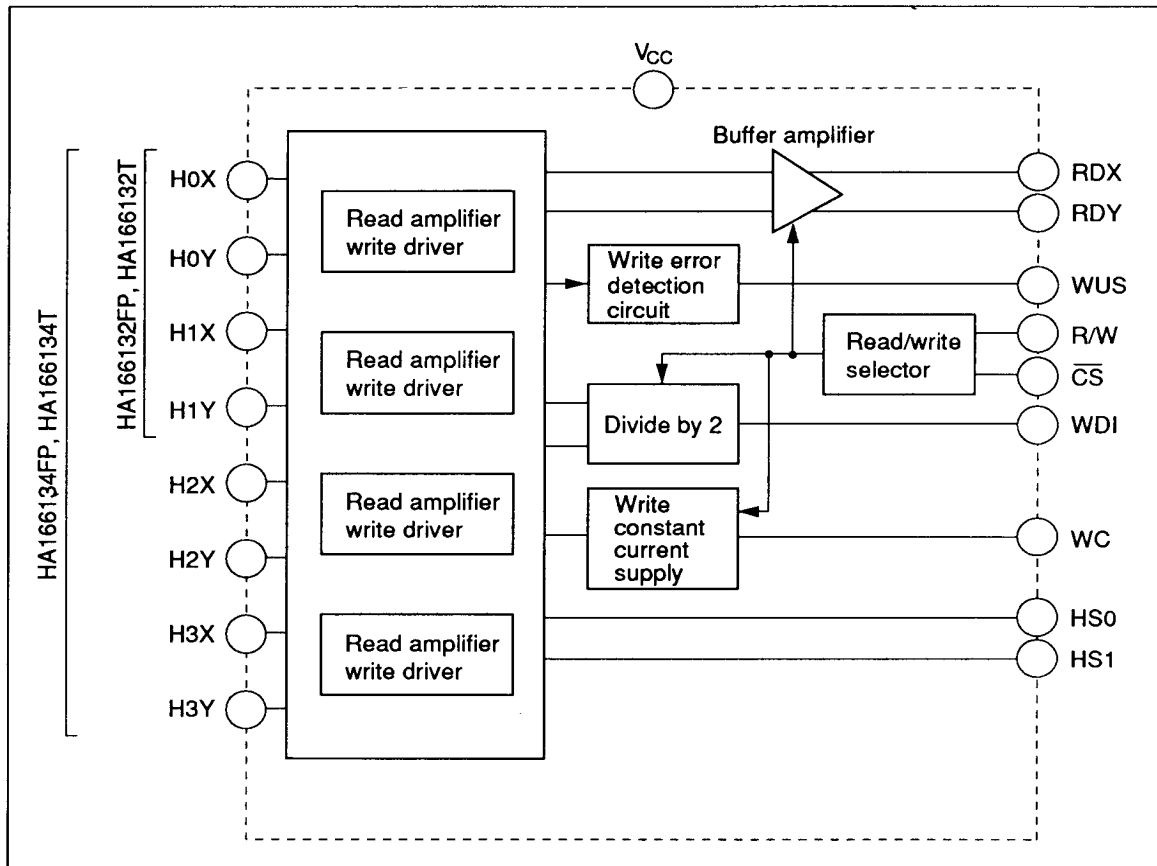 VCC
Buffer amplifier
HA166134FP, HA166134T
HA166132FP, HA166132T
H0X
H0Y
H1X
H1Y
H2X
H2Y
H3X
H3Y
Read amplifier
write driver
Read amplifier
write driver
Read amplifier
write driver
Read amplifier
write driver
Write error
detection
circuit
Read/write
selector
Divide by 2
Write
constant
current
supply
RDX
RDY
WUS
R/W
C̅S̅
WDI
WC
HS0
HS1